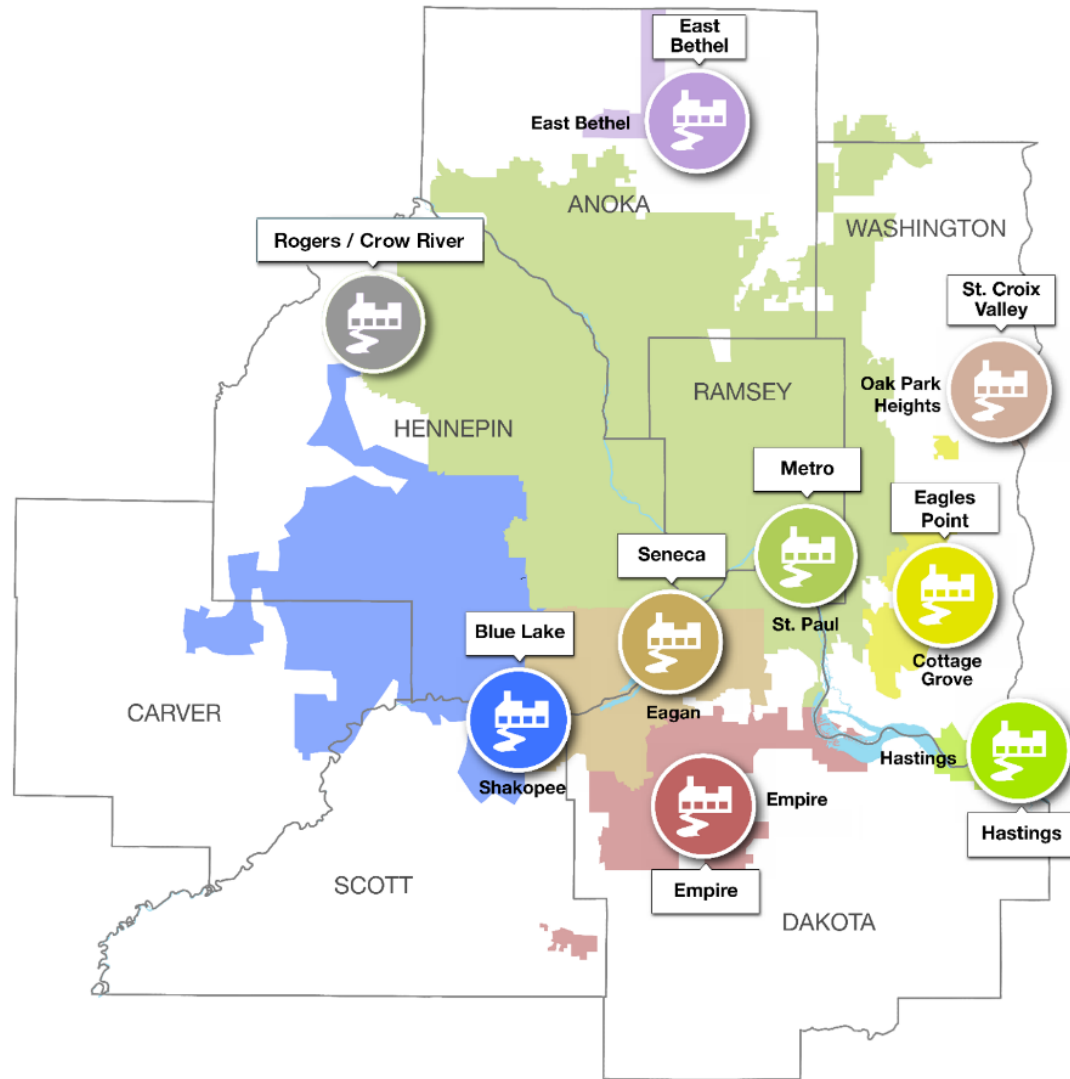 East
Bethel
East Bethel
ANOKA
WASHINGTON
Rogers / Crow River
St. Croix
Valley
Oak Park
Heights
RAMSEY
HENNEPIN
Metro
Eagles
Point
Seneca
St. Paul
Blue Lake
Cottage
Grove
CARVER
Eagan
Hastings
Shakopee
Empire
Hastings
SCOTT
Empire
DAKOTA